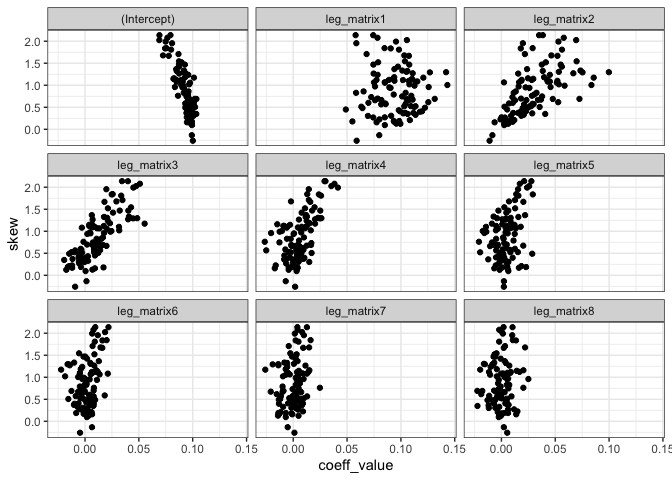 (Intercept) leg_matrix1 leg_matrix2
2.0
1.5
1.0
0.5
0.0
leg_matrix3 leg_matrix4 leg_matrix5
2.0
1.5
1.0
0.5
0.0
skew
leg_matrix6 leg_matrix7 leg_matrix8
2.0
1.5
1.0
0.5
0.0
0.00 0.05 0.10 0.15 0.00 0.05 0.10 0.15 0.00 0.05 0.10 0.15
coeff_value